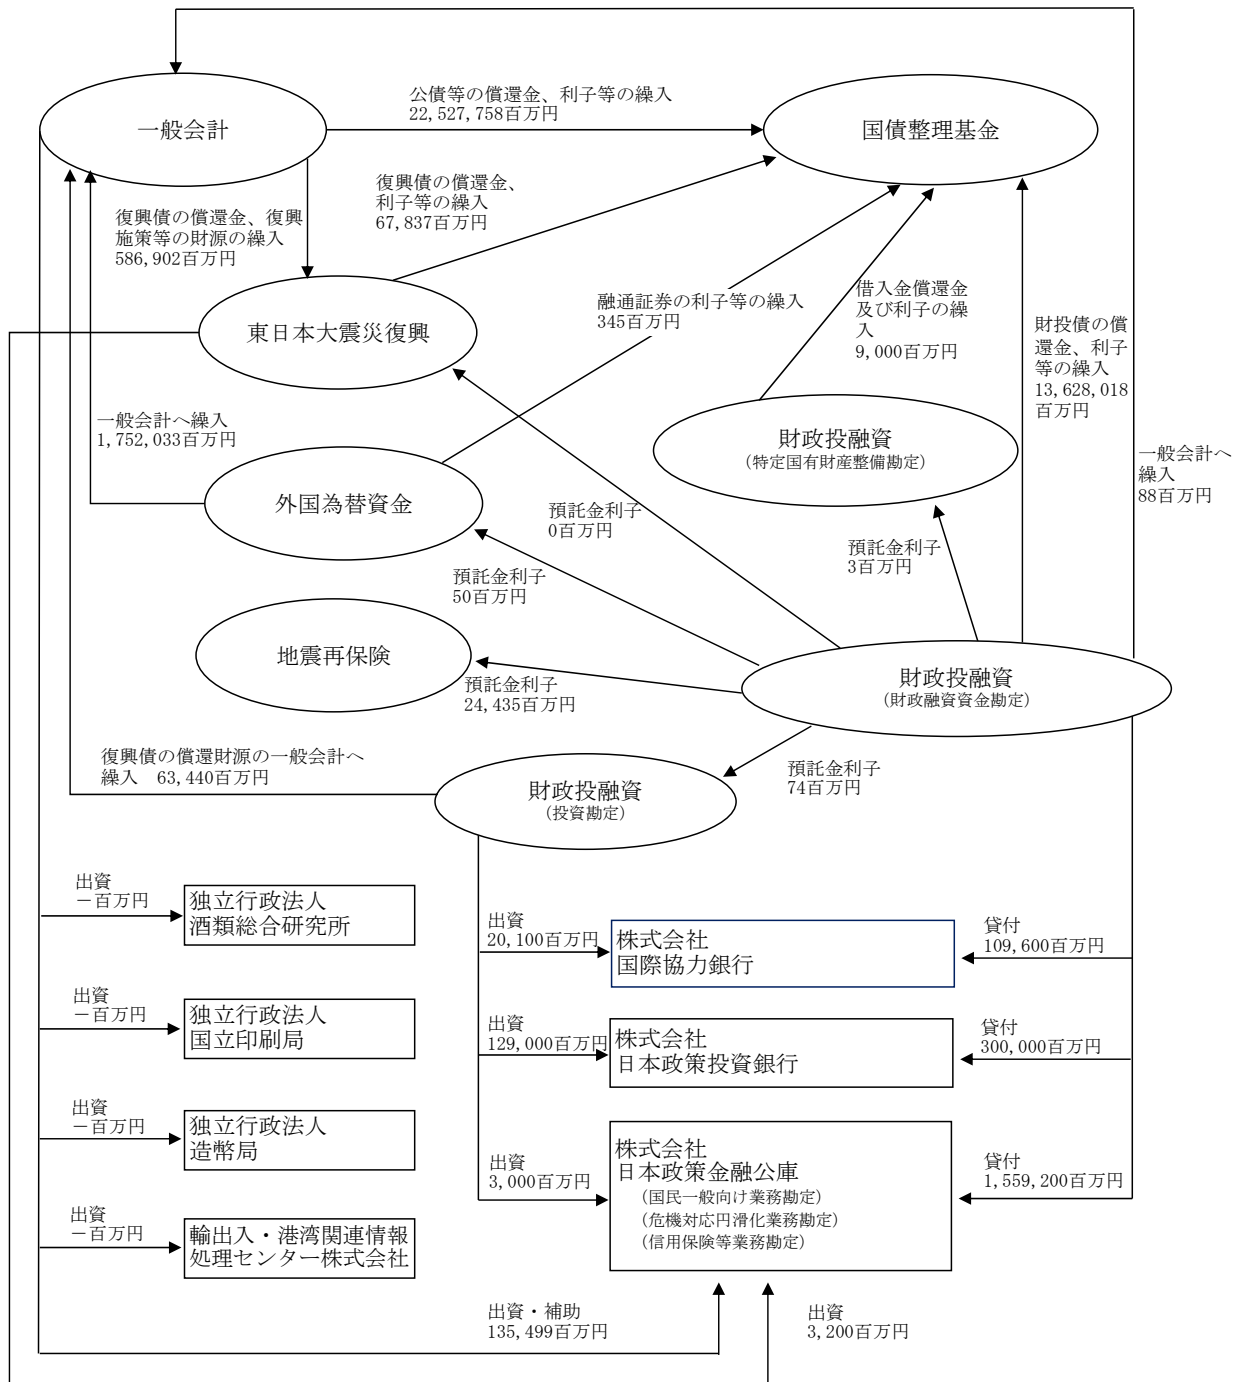 一般会計
公債等の償還金、利子等の繰入
22,527,758百万円
国債整理基金
復興債の償還金、
利子等の繰入
67,837百万円
復興債の償還金、復興
施策等の財源の繰入
586,902百万円
融通証券の利子等の繰入
345百万円
借入金償還金
及び利子の繰
入
9,000百万円
財投債の償
還金、利子
等の繰入
13,628,018
百万円
東日本大震災復興
一般会計へ繰入
1,752,033百万円
財政投融資
(特定国有財産整備勘定)
一般会計へ
繰入
88百万円
外国為替資金
預託金利子
0百万円
預託金利子
3百万円
預託金利子
50百万円
地震再保険
預託金利子
24,435百万円
財政投融資
(財政融資資金勘定)
復興債の償還財源の一般会計へ
繰入 63,440百万円
預託金利子
74百万円
財政投融資
(投資勘定)
出資
－百万円
独立行政法人
酒類総合研究所
出資
20,100百万円
株式会社
国際協力銀行
貸付
109,600百万円
出資
－百万円
独立行政法人
国立印刷局
出資
129,000百万円
株式会社
日本政策投資銀行
貸付
300,000百万円
出資
－百万円
独立行政法人
造幣局
出資
3,000百万円
株式会社
日本政策金融公庫
(国民一般向け業務勘定)
(危機対応円滑化業務勘定)
(信用保険等業務勘定)
貸付
1,559,200百万円
出資
－百万円
輸出入・港湾関連情報
処理センター株式会社
出資・補助
135,499百万円
出資
3,200百万円